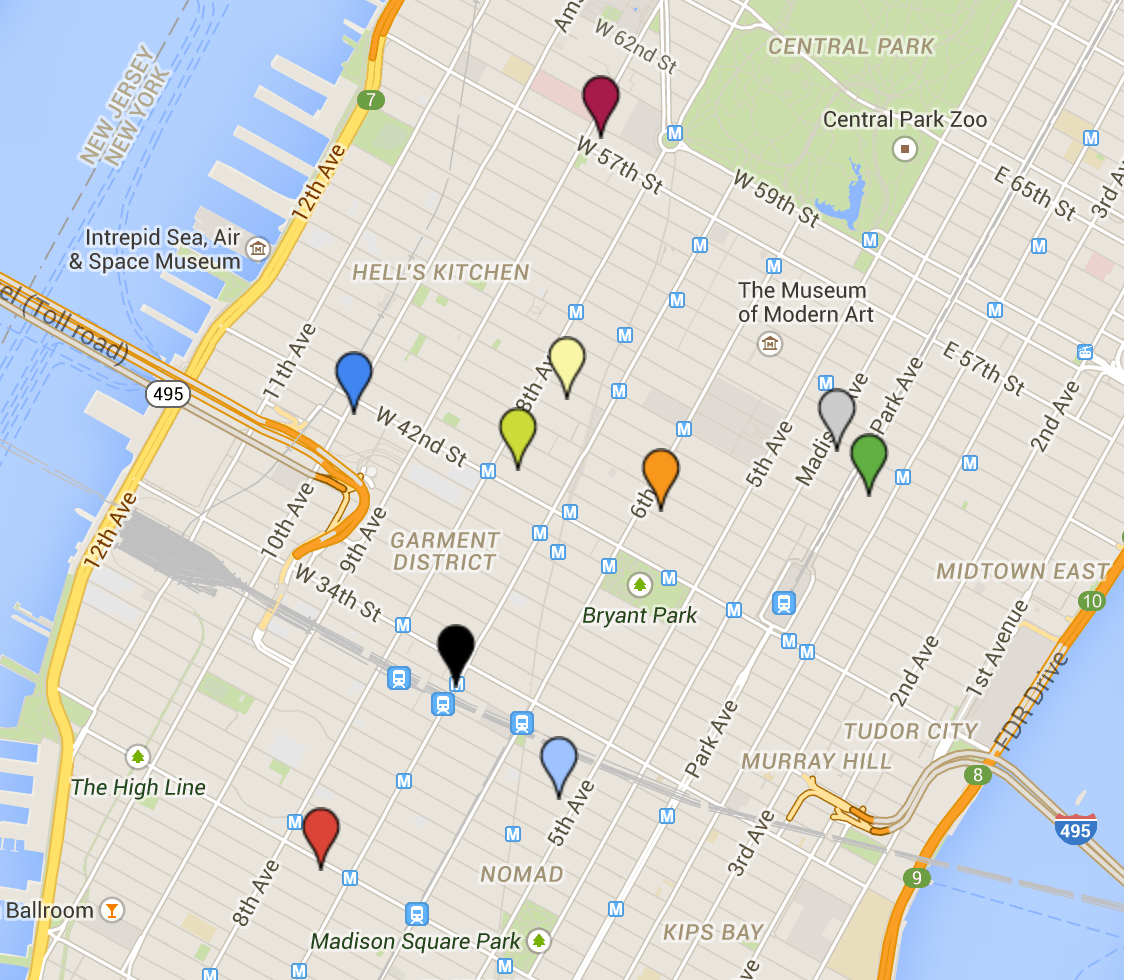 W 62nd St
CENTRAL PARK
NEW JERSEY
NEW YORK
7
M
Central Park Zoo
M
W 57th St
W 59th St
E 65th St
12th Ave
Intrepid Sea, Air
& Space Museum
M
M
M
M
HELL'S KITCHEN
M
The Museum
of Modern Art
M
M
M
(Toll road)
11th Ave
M
8th Ave
M
M
E 57th St
Park Ave
2nd Ave
495
W 42nd St
M
5th Ave
M
M
M
10th Ave
9th Ave
12th Ave
GARMENT
DISTRICT
M
M
M
6th
M
M
Bryant Park
MIDTOWN EAST
10
W 34th St
M
M
M
M
1st Avenue
2nd Ave
FDR Drive
M
TUDOR CITY
MURRAY HILL
Park Ave
8
The High Line
M
M
M
M
5th Ave
3rd Ave
495
8th Ave
M
NOMAD
9
Ballroom
M
KIPS BAY
Madison Square Park
M
M
M